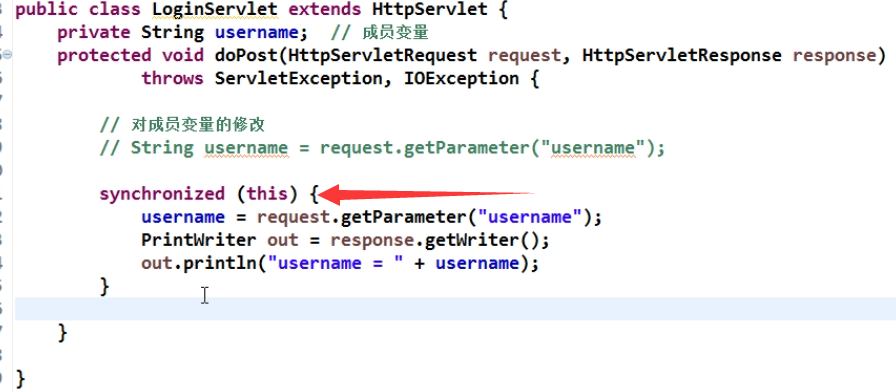 public class LoginServlet extends HttpServlet {
private String username;  // 成员变量
protected void doPost(HttpServletRequest request, HttpServletResponse response)
throws ServletException, IOException {
// 对成员变量的修改
// String username = request.getParameter("username");
synchronized (this) {
username = request.getParameter("username");
PrintWriter out = response.getWriter();
out.println("username = " + username);
}
}
}